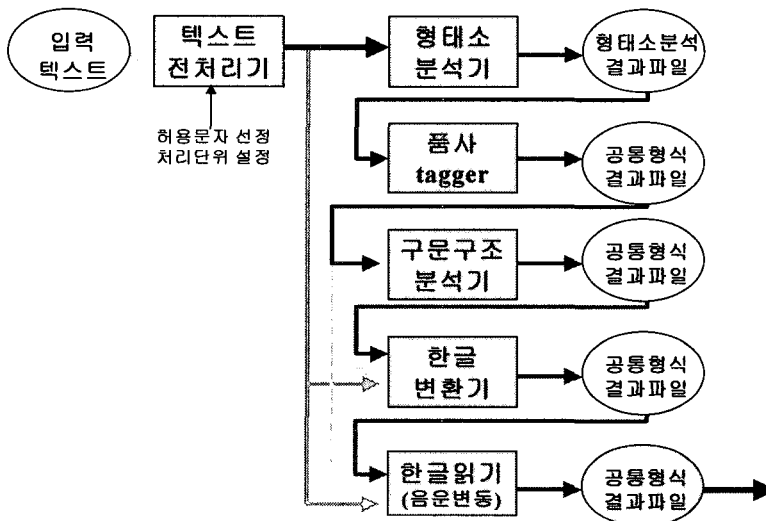 입력
텍스트
텍스트
전처리기
허용문자 선정
처리단위 설정
형태소
분석기
형태소분석
결과파일
품사
tagger
공통형식
결과파일
구문구조
분석기
공통형식
결과파일
한글
변환기
공통형식
결과파일
한글읽기
(음운변동)
공통형식
결과파일